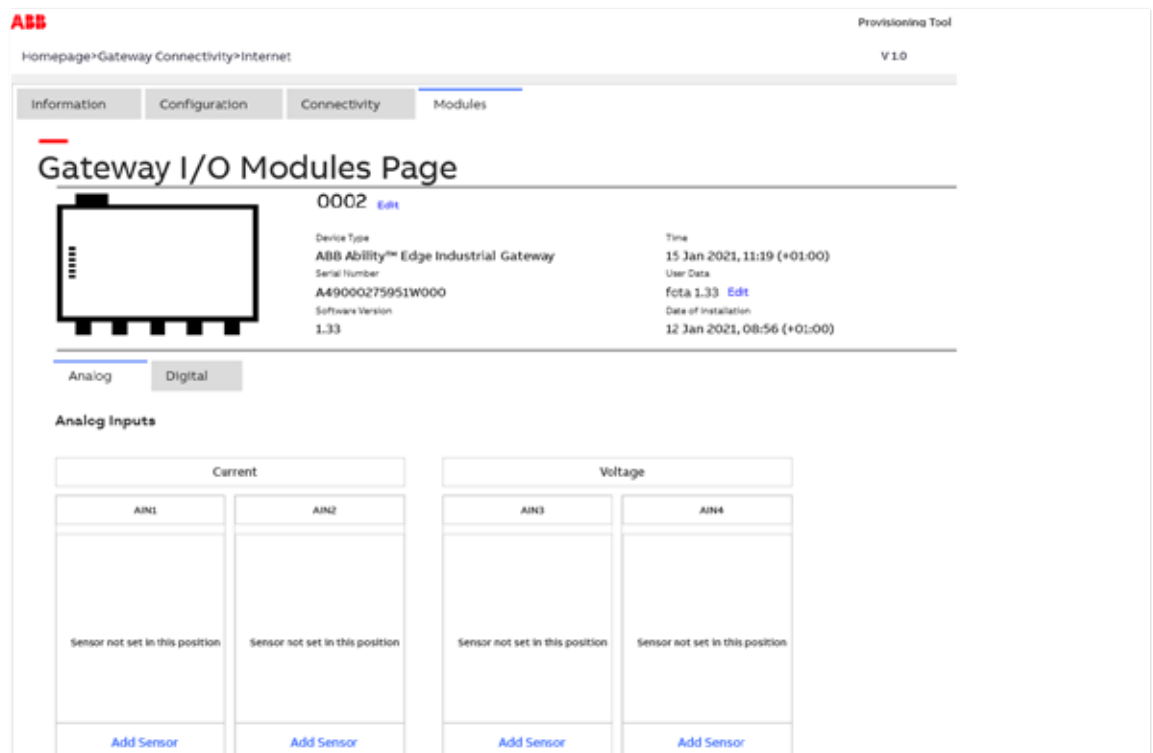 ABB
Provisioning Tool
Homepage>Gateway Connectivity>Internet
V 1.0
Information Configuration Connectivity Modules
Gateway I/O Modules Page
0002 Edit
Device Type
ABB Ability™ Edge Industrial Gateway
Serial Number
A49000275951W000
Software Version
1.33
Time
15 Jan 2021, 11:19 (+01:00)
User Data
fota 1.33 Edit
Date of Installation
12 Jan 2021, 08:56 (+01:00)
Analog Digital
Analog Inputs
Current Voltage
AIN1 AIN2 AIN3 AIN4
Sensor not set in this position Sensor not set in this position Sensor not set in this position Sensor not set in this position
Add Sensor Add Sensor Add Sensor Add Sensor